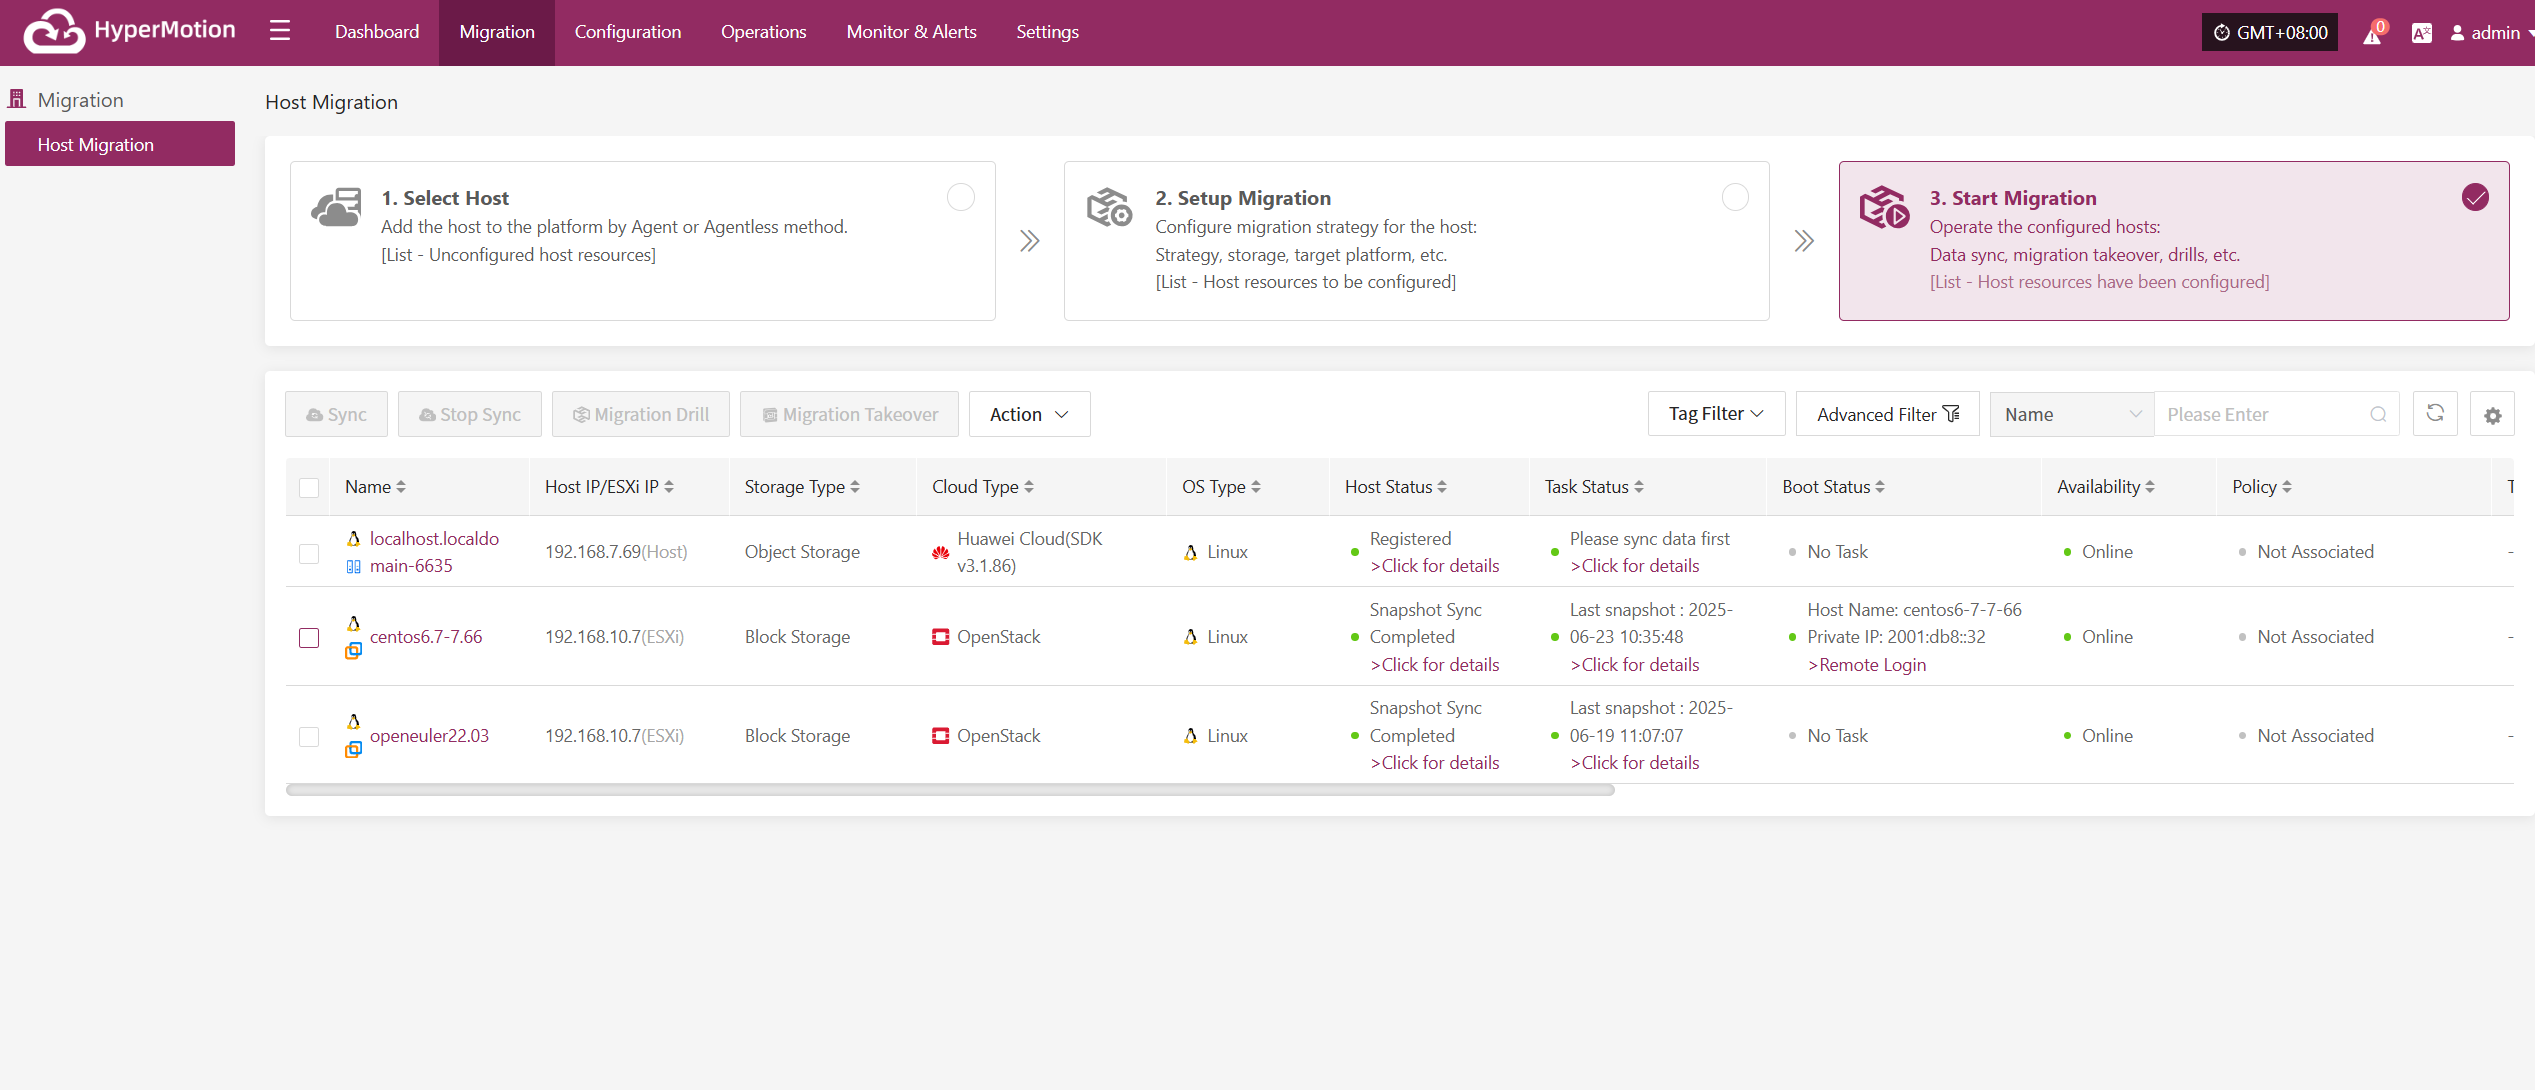 HyperMotion
Dashboard
Migration
Configuration
Operations
Monitor & Alerts
Settings
GMT+08:00
0
admin
Migration
Host Migration
Host Migration
1. Select Host
Add the host to the platform by Agent or Agentless method.
[List - Unconfigured host resources]
2. Setup Migration
Configure migration strategy for the host:
Strategy, storage, target platform, etc.
[List - Host resources to be configured]
3. Start Migration
Operate the configured hosts:
Data sync, migration takeover, drills, etc.
[List - Host resources have been configured]
Sync
Stop Sync
Migration Drill
Migration Takeover
Action
Tag Filter
Advanced Filter
Name
Please Enter
Name
Host IP/ESXi IP
Storage Type
Cloud Type
OS Type
Host Status
Task Status
Boot Status
Availability
Policy
T
localhost.localdo
main-6635
192.168.7.69(Host)
Object Storage
Huawei Cloud(SDK
v3.1.86)
Linux
Registered
>Click for details
Please sync data first
>Click for details
No Task
Online
Not Associated
-
centos6.7-7.66
192.168.10.7(ESXi)
Block Storage
OpenStack
Linux
Snapshot Sync
Completed
>Click for details
Last snapshot : 2025-
06-23 10:35:48
>Click for details
Host Name: centos6-7-7-66
Private IP: 2001:db8::32
>Remote Login
Online
Not Associated
-
openeuler22.03
192.168.10.7(ESXi)
Block Storage
OpenStack
Linux
Snapshot Sync
Completed
>Click for details
Last snapshot : 2025-
06-19 11:07:07
>Click for details
No Task
Online
Not Associated
-